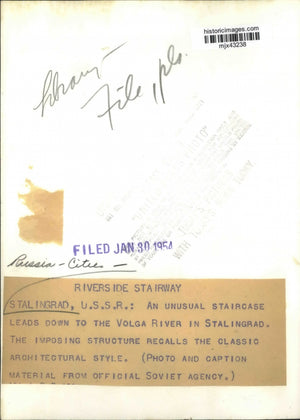 historicimages.com
mjx43238
Library —
File, pls.
PHOTO"
FILED JAN 30 1954
Russia - Cities —
RIVERSIDE STAIRWAY
STALINGRAD, U.S.S.R: AN UNUSUAL STAIRCASE
LEADS DOWN TO THE VOLGA RIVER IN STALINGRAD.
THE IMPOSING STRUCTURE RECALLS THE CLASSIC
ARCHITECTURAL STYLE. (PHOTO AND CAPTION
MATERIAL FROM OFFICIAL SOVIET AGENCY.)